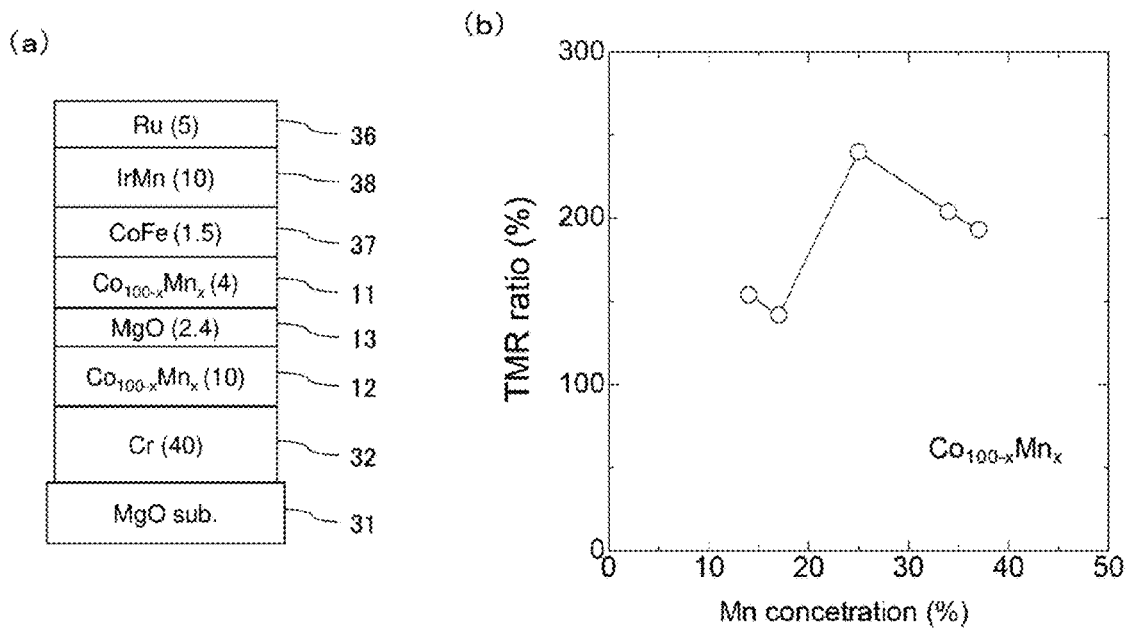 (a)
Ru (5)
36
IrMn (10)
38
CoFe (1.5)
37
Co100-xMnx (4)
11
MgO (2.4)
13
Co100-xMnx (10)
12
Cr (40)
32
MgO sub.
31
(b)
300
200
100
0
TMR ratio (%)
Co100-xMnx
0 10 20 30 40 50
Mn concetration (%)